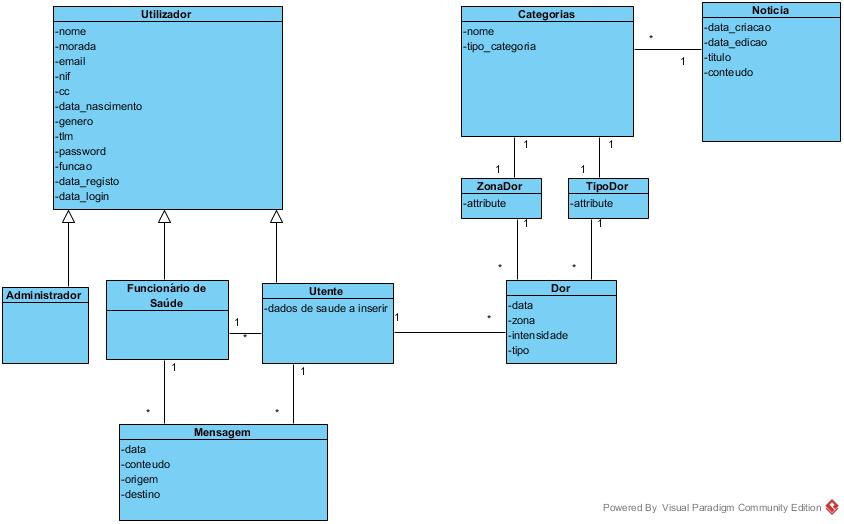 Utilizador
-nome
-morada
-email
-nif
-cc
-data_nascimento
-genero
-tlm
-password
-funcao
-data_registo
-data_login
Categorias
-nome
-tipo_categoria
*
1
Noticia
-data_criacao
-data_edicao
-titulo
-conteudo
1
1
1
1
ZonaDor
-attribute
TipoDor
-attribute
1
1
*
*
Administrador
Funcionário de
Saúde
Utente
-dados de saude a inserir
Dor
-data
-zona
-intensidade
-tipo
1
*
1
*
1
1
*
*
Mensagem
-data
-conteudo
-origem
-destino
Powered By Visual Paradigm Community Edition